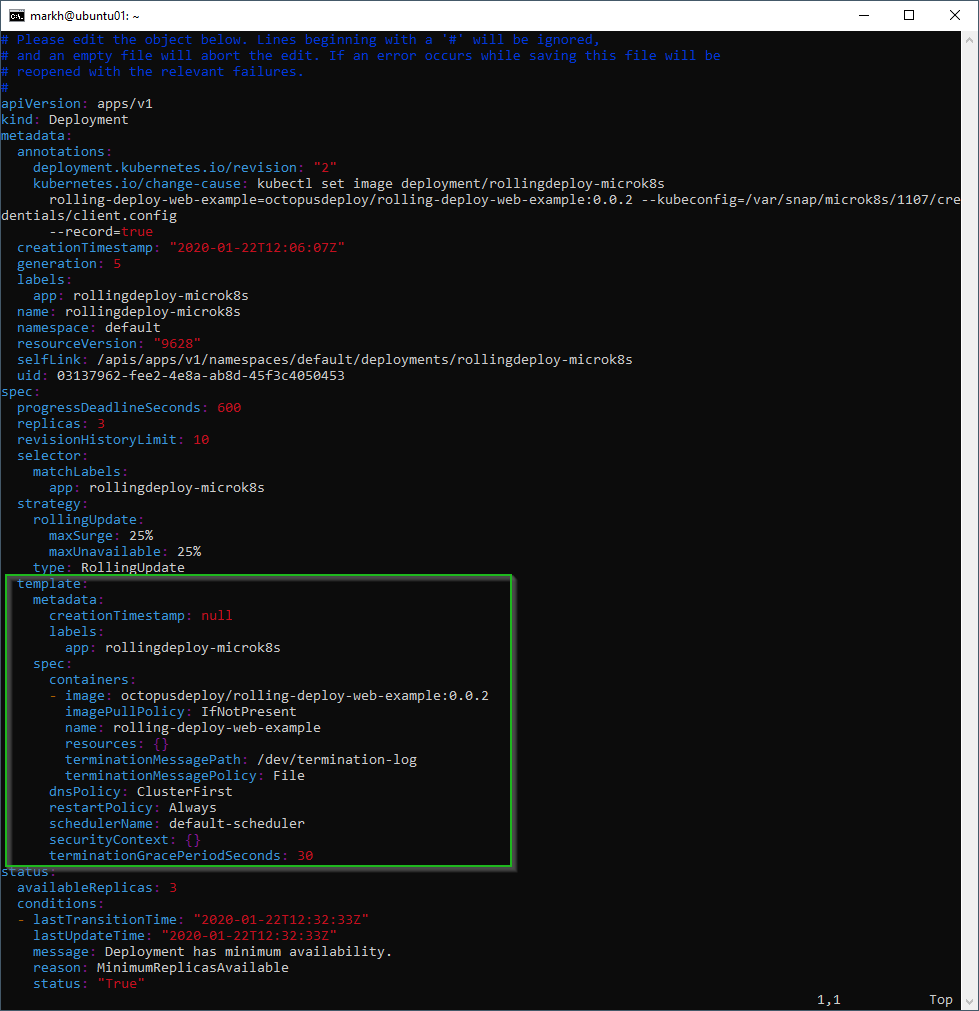 markh@ubuntu01: ~
# Please edit the object below. Lines beginning with a '#' will be ignored,
# and an empty file will abort the edit. If an error occurs while saving this file will be
# reopened with the relevant failures.
#
apiVersion: apps/v1
kind: Deployment
metadata:
  annotations:
    deployment.kubernetes.io/revision: "2"
    kubernetes.io/change-cause: kubectl set image deployment/rollingdeploy-microk8s
      rolling-deploy-web-example=octopusdeploy/rolling-deploy-web-example:0.0.2 --kubeconfig=/var/snap/microk8s/1107/cre
dentials/client.config
      --record=true
  creationTimestamp: "2020-01-22T12:06:07Z"
  generation: 5
  labels:
    app: rollingdeploy-microk8s
  name: rollingdeploy-microk8s
  namespace: default
  resourceVersion: "9628"
  selfLink: /apis/apps/v1/namespaces/default/deployments/rollingdeploy-microk8s
  uid: 03137962-fee2-4e8a-ab8d-45f3c4050453
spec:
  progressDeadlineSeconds: 600
  replicas: 3
  revisionHistoryLimit: 10
  selector:
    matchLabels:
      app: rollingdeploy-microk8s
  strategy:
    rollingUpdate:
      maxSurge: 25%
      maxUnavailable: 25%
    type: RollingUpdate
  template:
    metadata:
      creationTimestamp: null
      labels:
        app: rollingdeploy-microk8s
    spec:
      containers:
      - image: octopusdeploy/rolling-deploy-web-example:0.0.2
        imagePullPolicy: IfNotPresent
        name: rolling-deploy-web-example
        resources: {}
        terminationMessagePath: /dev/termination-log
        terminationMessagePolicy: File
      dnsPolicy: ClusterFirst
      restartPolicy: Always
      schedulerName: default-scheduler
      securityContext: {}
      terminationGracePeriodSeconds: 30
status:
  availableReplicas: 3
  conditions:
  - lastTransitionTime: "2020-01-22T12:32:33Z"
    lastUpdateTime: "2020-01-22T12:32:33Z"
    message: Deployment has minimum availability.
    reason: MinimumReplicasAvailable
    status: "True"
1,1 Top